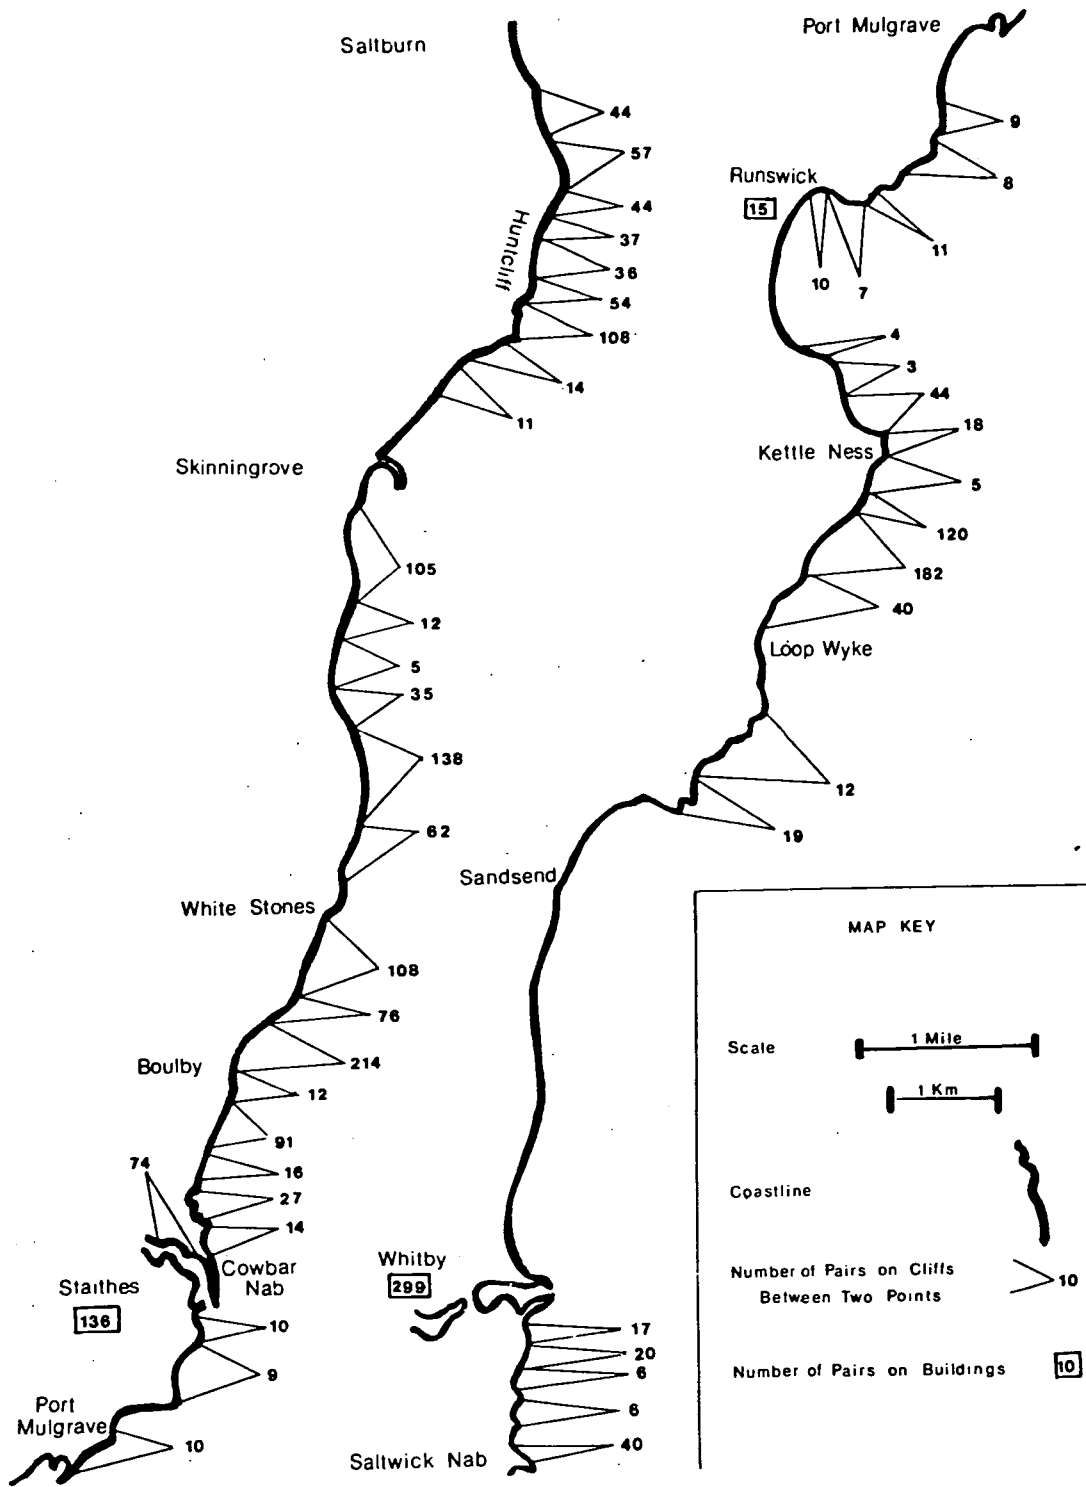 Saltburn
44
57
44
Huntcliff
37
36
54
108
14
11
Skinningrove
105
12
5
35
138
62
White Stones
108
76
Boulby
214
12
91
74
16
27
14
Cowbar
Nab
Staithes
136
10
9
Port
Mulgrave
10
Port Mulgrave
9
8
Runswick
15
11
10
7
4
3
44
18
Kettle Ness
5
120
182
40
Loop Wyke
12
19
Sandsend
Whitby
299
17
20
6
6
40
Saltwick Nab
MAP KEY
Scale
1 Mile
1 Km
Coastline
Number of Pairs on Cliffs
Between Two Points
10
Number of Pairs on Buildings
10